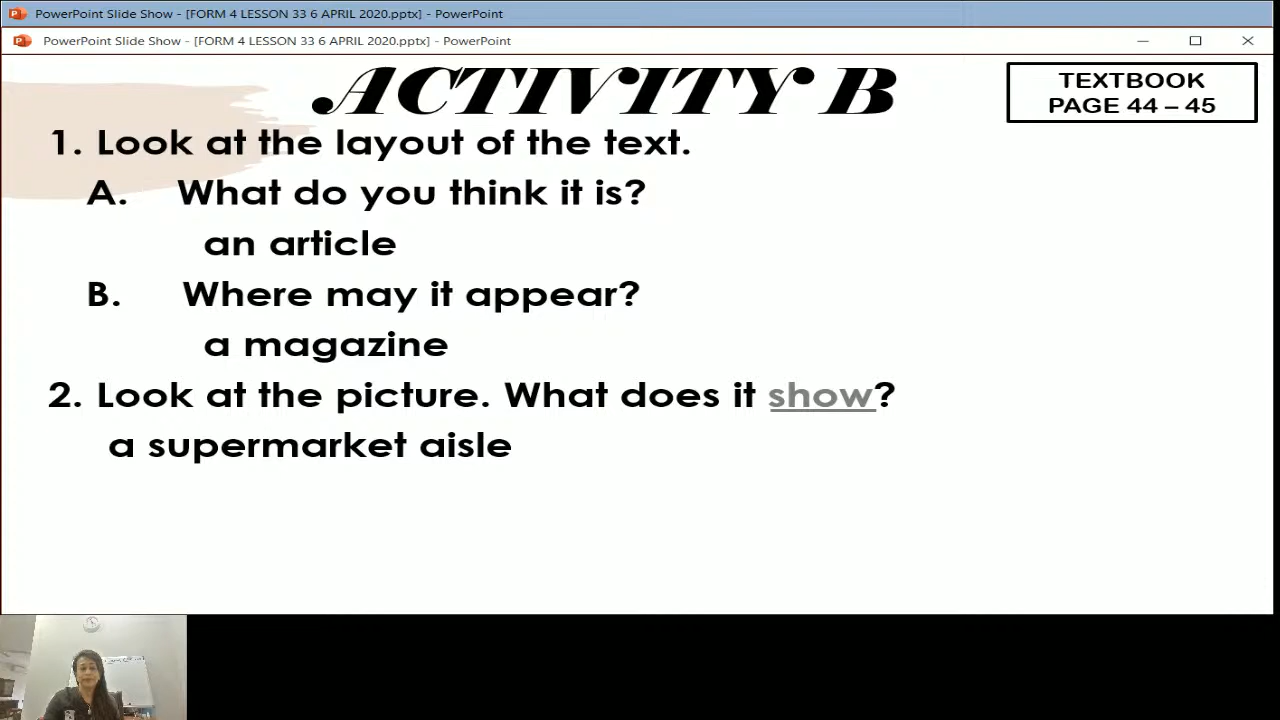 PowerPoint Slide Show - [FORM 4 LESSON 33 6 APRIL 2020.pptx] - PowerPoint
PowerPoint Slide Show - [FORM 4 LESSON 33 6 APRIL 2020.pptx] - PowerPoint
ACTIVITY B
TEXTBOOK
PAGE 44 – 45
1. Look at the layout of the text.
A. What do you think it is?
an article
B. Where may it appear?
a magazine
2. Look at the picture. What does it show?
a supermarket aisle